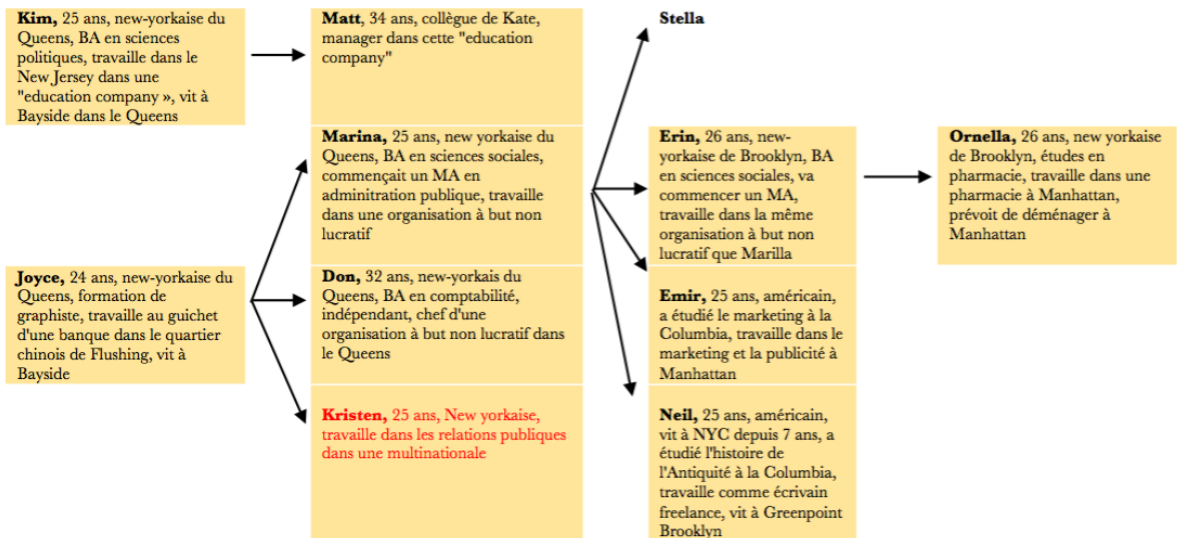 Kim, 25 ans, new-yorkaise du
Queens, BA en sciences
politiques, travaille dans le
New Jersey dans une
"education company », vit à
Bayside dans le Queens
Matt, 34 ans, collègue de Kate,
manager dans cette "education
company"
Stella
Marina, 25 ans, new yorkaise du
Queens, BA en sciences sociales,
commençait un MA en
adminitration publique, travaille
dans une organisation à but non
lucratif
Erin, 26 ans, new-
yorkaise de Brooklyn, BA
en sciences sociales, va
commencer un MA,
travaille dans la même
organisation à but non
lucratif que Marilla
Ornella, 26 ans, new yorkaise
de Brooklyn, études en
pharmacie, travaille dans une
pharmacie à Manhattan,
prévoit de déménager à
Manhattan
Joyce, 24 ans, new-yorkaise du
Queens, formation de
graphiste, travaille au guichet
d'une banque dans le quartier
chinois de Flushing, vit à
Bayside
Don, 32 ans, new-yorkais du
Queens, BA en comptabilité,
indépendant, chef d'une
organisation à but non lucratif dans
le Queens
Emir, 25 ans, américain,
a étudié le marketing à la
Columbia, travaille dans le
marketing et la publicité à
Manhattan
Kristen, 25 ans, New yorkaise,
travaille dans les relations publiques
dans une multinationale
Neil, 25 ans, américain,
vit à NYC depuis 7 ans, a
étudié l'histoire de
l'Antiquité à la Columbia,
travaille comme écrivain
freelance, vit à Greenpoint
Brooklyn